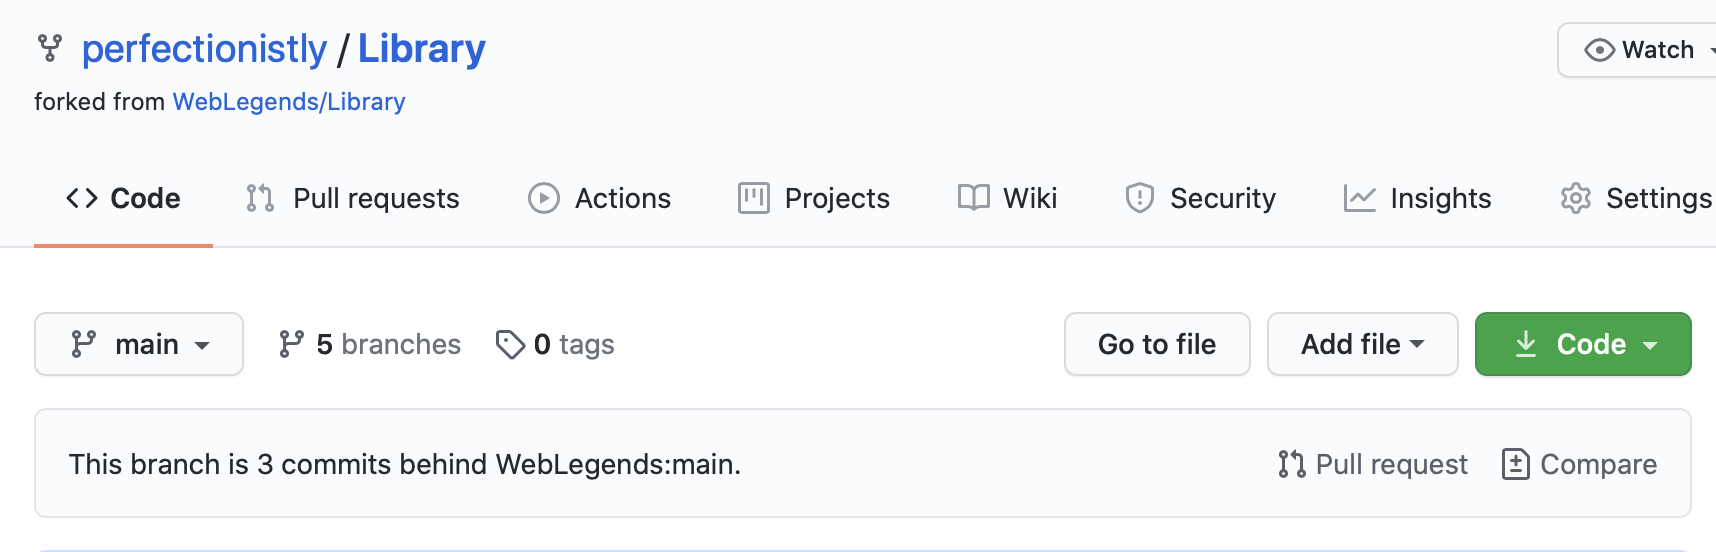 perfectionistly / Library
Watch
forked from WebLegends/Library
Code Pull requests Actions Projects Wiki Security Insights Settings
main 5 branches 0 tags Go to file Add file Code
This branch is 3 commits behind WebLegends:main. Pull request Compare